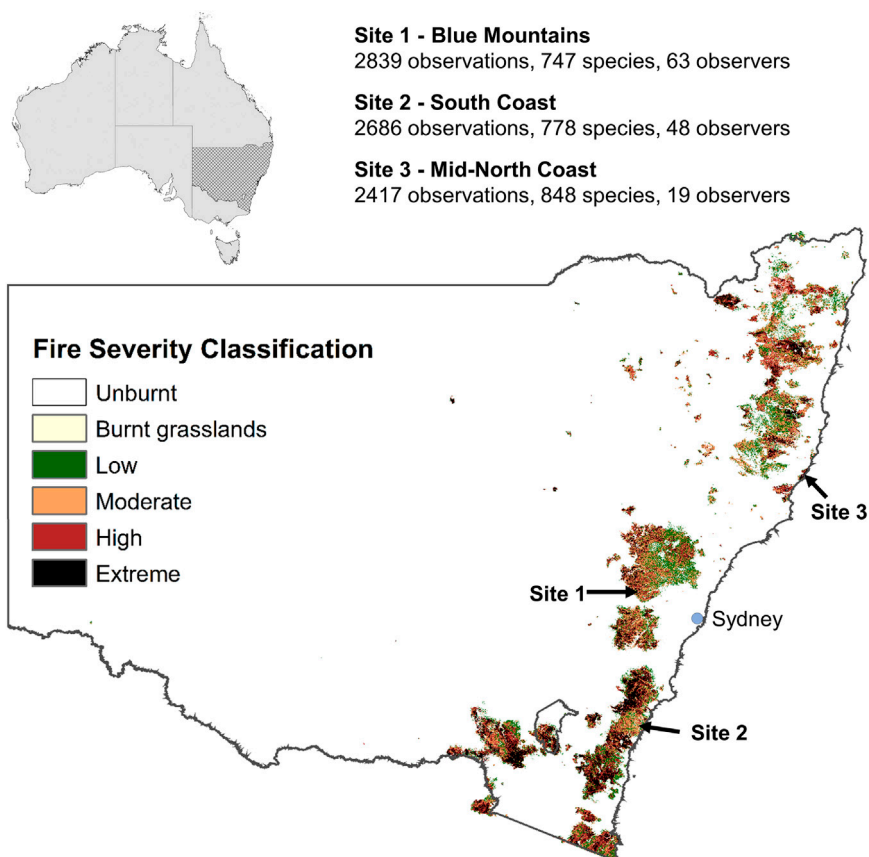 Site 1 - Blue Mountains
2839 observations, 747 species, 63 observers
Site 2 - South Coast
2686 observations, 778 species, 48 observers
Site 3 - Mid-North Coast
2417 observations, 848 species, 19 observers
Fire Severity Classification
Unburnt
Burnt grasslands
Low
Moderate
High
Extreme
Site 3
Site 1
Sydney
Site 2